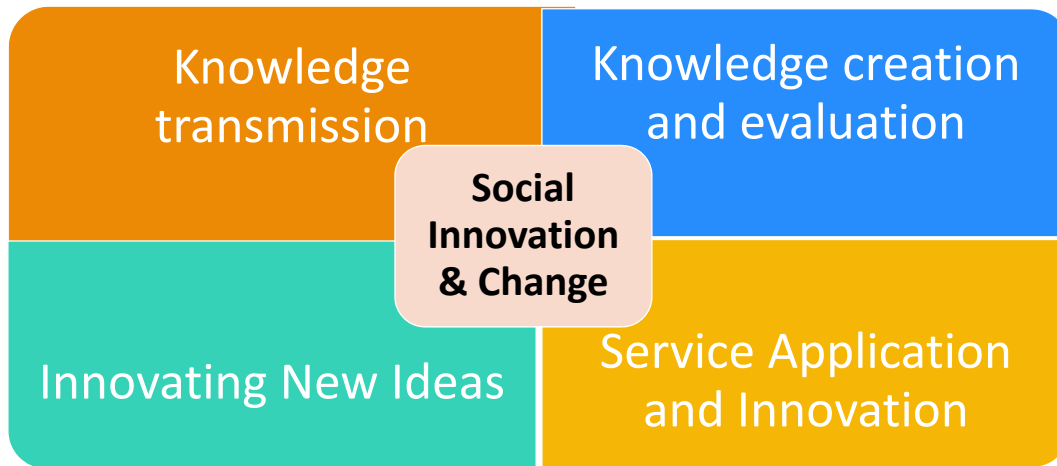 Knowledge
transmission
Knowledge creation
and evaluation
Social
Innovation
& Change
Innovating New Ideas
Service Application
and Innovation